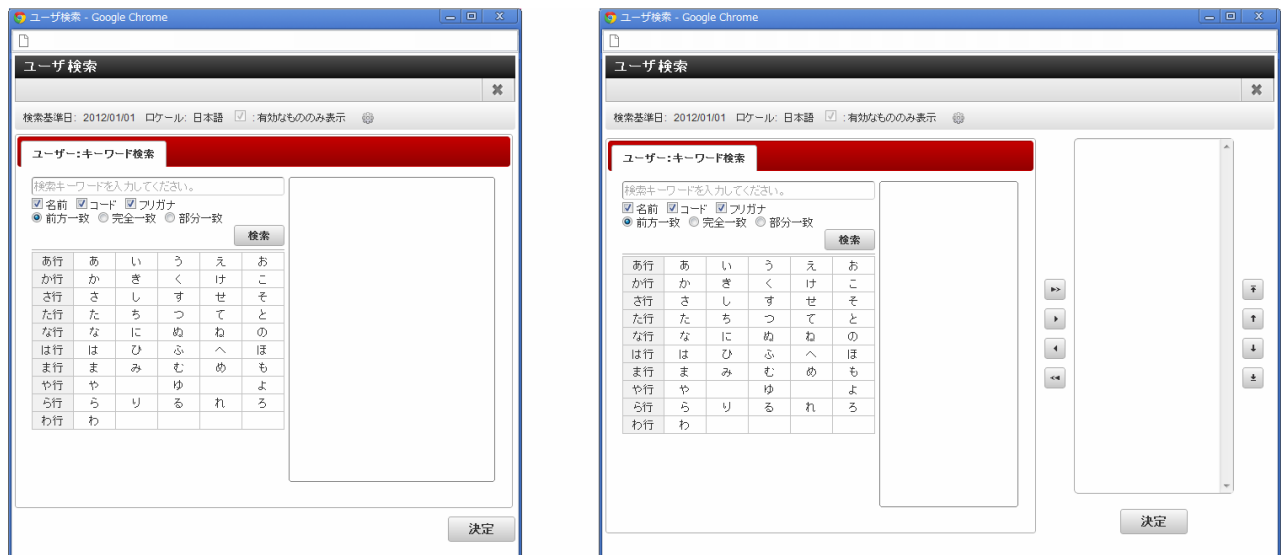 ユーザ検索 - Google Chrome
ユーザ検索
検索基準日: 2012/01/01 ロケール: 日本語 :有効なもののみ表示
ユーザー:キーワード検索
検索キーワードを入力してください。
名前 コード フリガナ
前方一致 完全一致 部分一致
検索
あ行 あ い う え お
か行 か き く け こ
さ行 さ し す せ そ
た行 た ち つ て と
な行 な に ぬ ね の
は行 は ひ ふ へ ほ
ま行 ま み む め も
や行 や ゆ よ
ら行 ら り る れ ろ
わ行 わ
決定
ユーザ検索 - Google Chrome
ユーザ検索
検索基準日: 2012/01/01 ロケール: 日本語 :有効なもののみ表示
ユーザー:キーワード検索
検索キーワードを入力してください。
名前 コード フリガナ
前方一致 完全一致 部分一致
検索
あ行 あ い う え お
か行 か き く け こ
さ行 さ し す せ そ
た行 た ち つ て と
な行 な に ぬ ね の
は行 は ひ ふ へ ほ
ま行 ま み む め も
や行 や ゆ よ
ら行 ら り る れ ろ
わ行 わ
決定